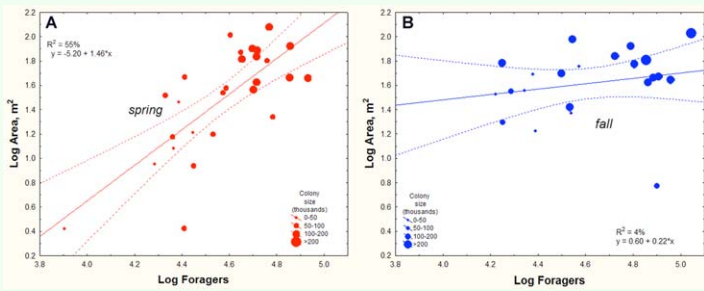 A
R² = 55%
y = -5.20 + 1.46*x
spring
Log Area, m²
2.2
2.0
1.8
1.6
1.4
1.2
1.0
0.8
0.6
0.4
0.2
3.8 4.0 4.2 4.4 4.6 4.8 5.0
Log Foragers
Colony
size
(thousands)
0-50
50-100
100-200
>200
B
fall
Log Area, m²
2.2
2.0
1.8
1.6
1.4
1.2
1.0
0.8
0.6
0.4
0.2
3.8 4.0 4.2 4.4 4.6 4.8 5.0
Log Foragers
Colony
size
(thousands)
0-50
50-100
100-200
>200
R² = 4%
y = 0.60 + 0.22*x